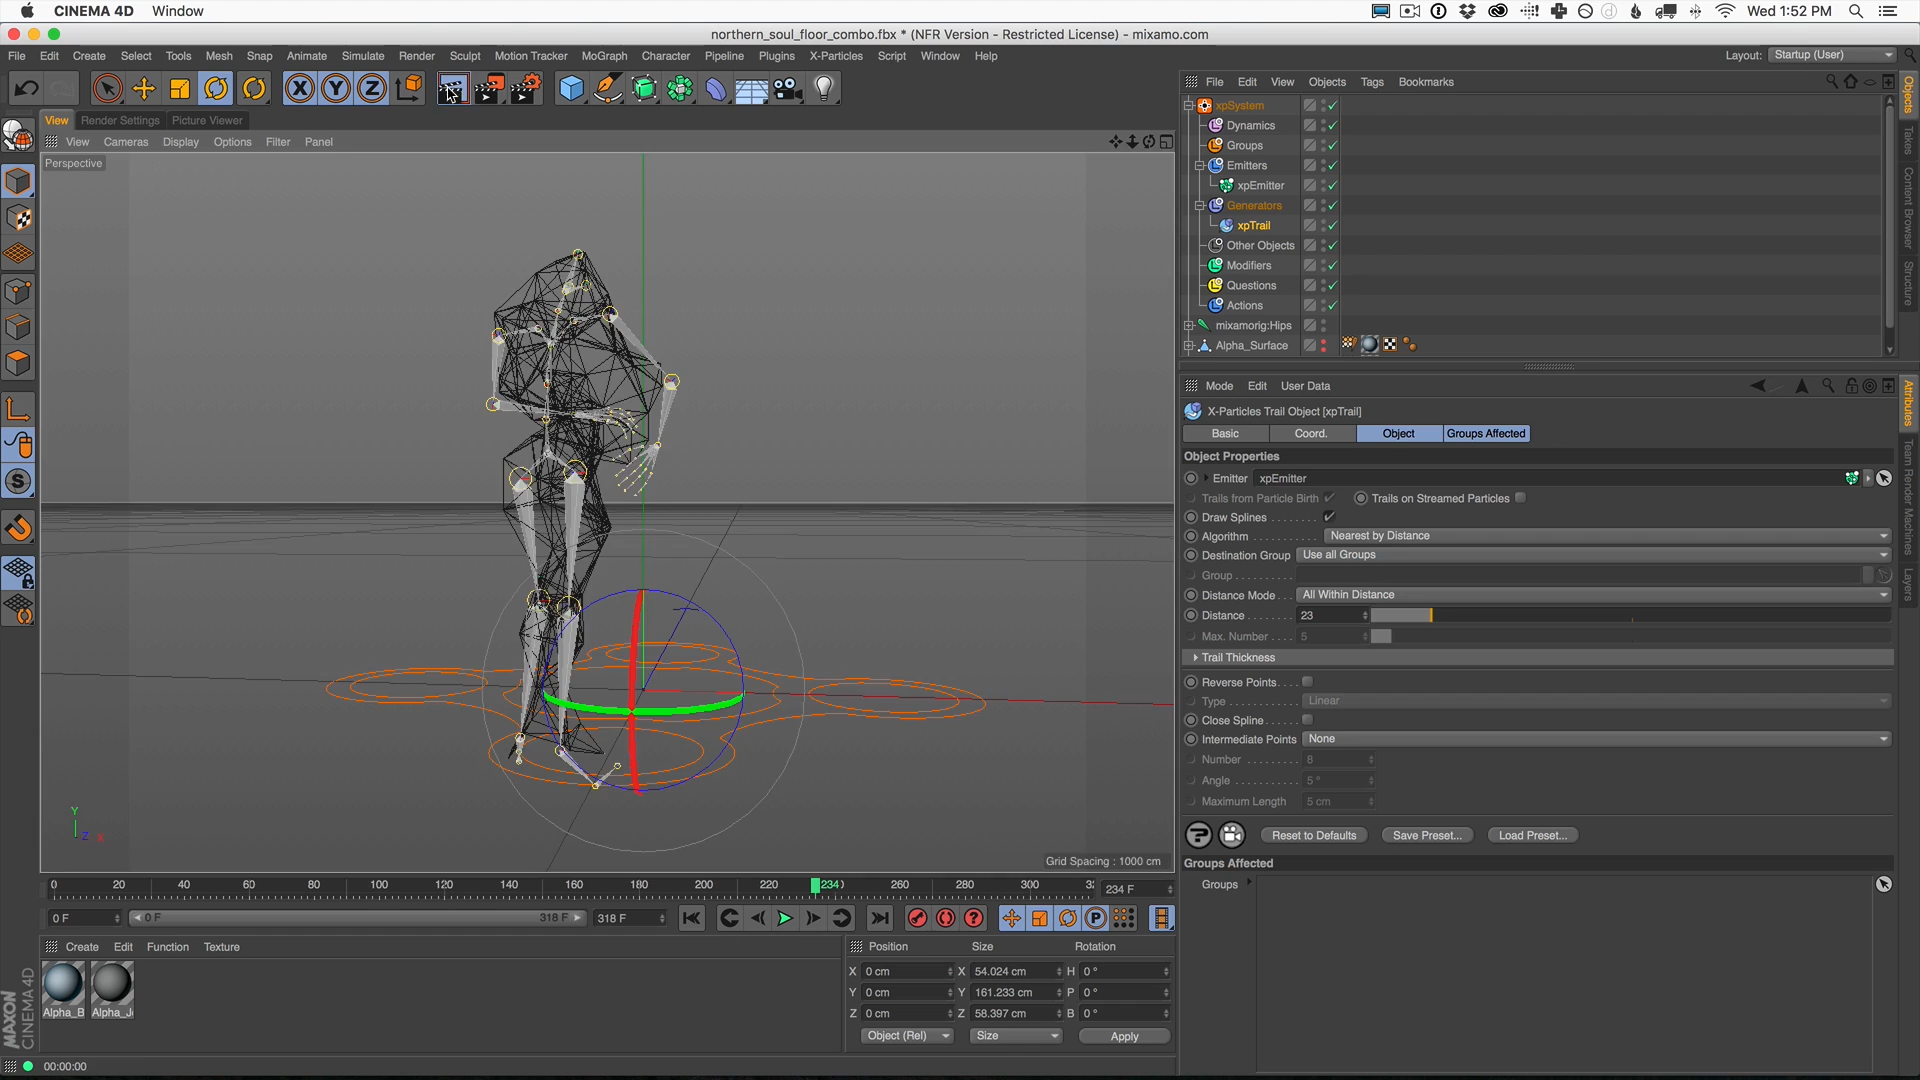 CINEMA 4D Window
Wed 1:52 PM
northern_soul_floor_combo.fbx * (NFR Version - Restricted License) - mixamo.com
File Edit Create Select Tools Mesh Snap Animate Simulate Render Sculpt Motion Tracker MoGraph Character Pipeline Plugins X-Particles Script Window Help
Layout: Startup (User)
X Y Z
File Edit View Objects Tags Bookmarks
View Render Settings Picture Viewer
View Cameras Display Options Filter Panel
Perspective
xpSystem
Dynamics
Groups
Emitters
xpEmitter
Generators
xpTrail
Other Objects
Modifiers
Questions
Actions
mixamorig:Hips
Alpha_Surface
Objects
Takes
Content Browser
Structure
Mode Edit User Data
X-Particles Trail Object [xpTrail]
Basic Coord. Object Groups Affected
Object Properties
Emitter xpEmitter
Trails from Particle Birth Trails on Streamed Particles
Draw Splines
Algorithm Nearest by Distance
Destination Group Use all Groups
Group
Distance Mode All Within Distance
Distance 23
Max. Number 5
Trail Thickness
Reverse Points
Type Linear
Close Spline
Intermediate Points None
Number 8
Angle 5 °
Maximum Length 5 cm
Reset to Defaults Save Preset... Load Preset...
Groups Affected
Groups
Attributes
Team Render Machines
Layers
Y
Z X
Grid Spacing : 1000 cm
0 20 40 60 80 100 120 140 160 180 200 220 234 260 280 300
234 F
0 F 0 F 318 F 318 F
P
Create Edit Function Texture
Alpha_B Alpha_J
Position Size Rotation
X 0 cm X 54.024 cm H 0 °
Y 0 cm Y 161.233 cm P 0 °
Z 0 cm Z 58.397 cm B 0 °
Object (Rel) Size Apply
MAXON
CINEMA 4D
00:00:00